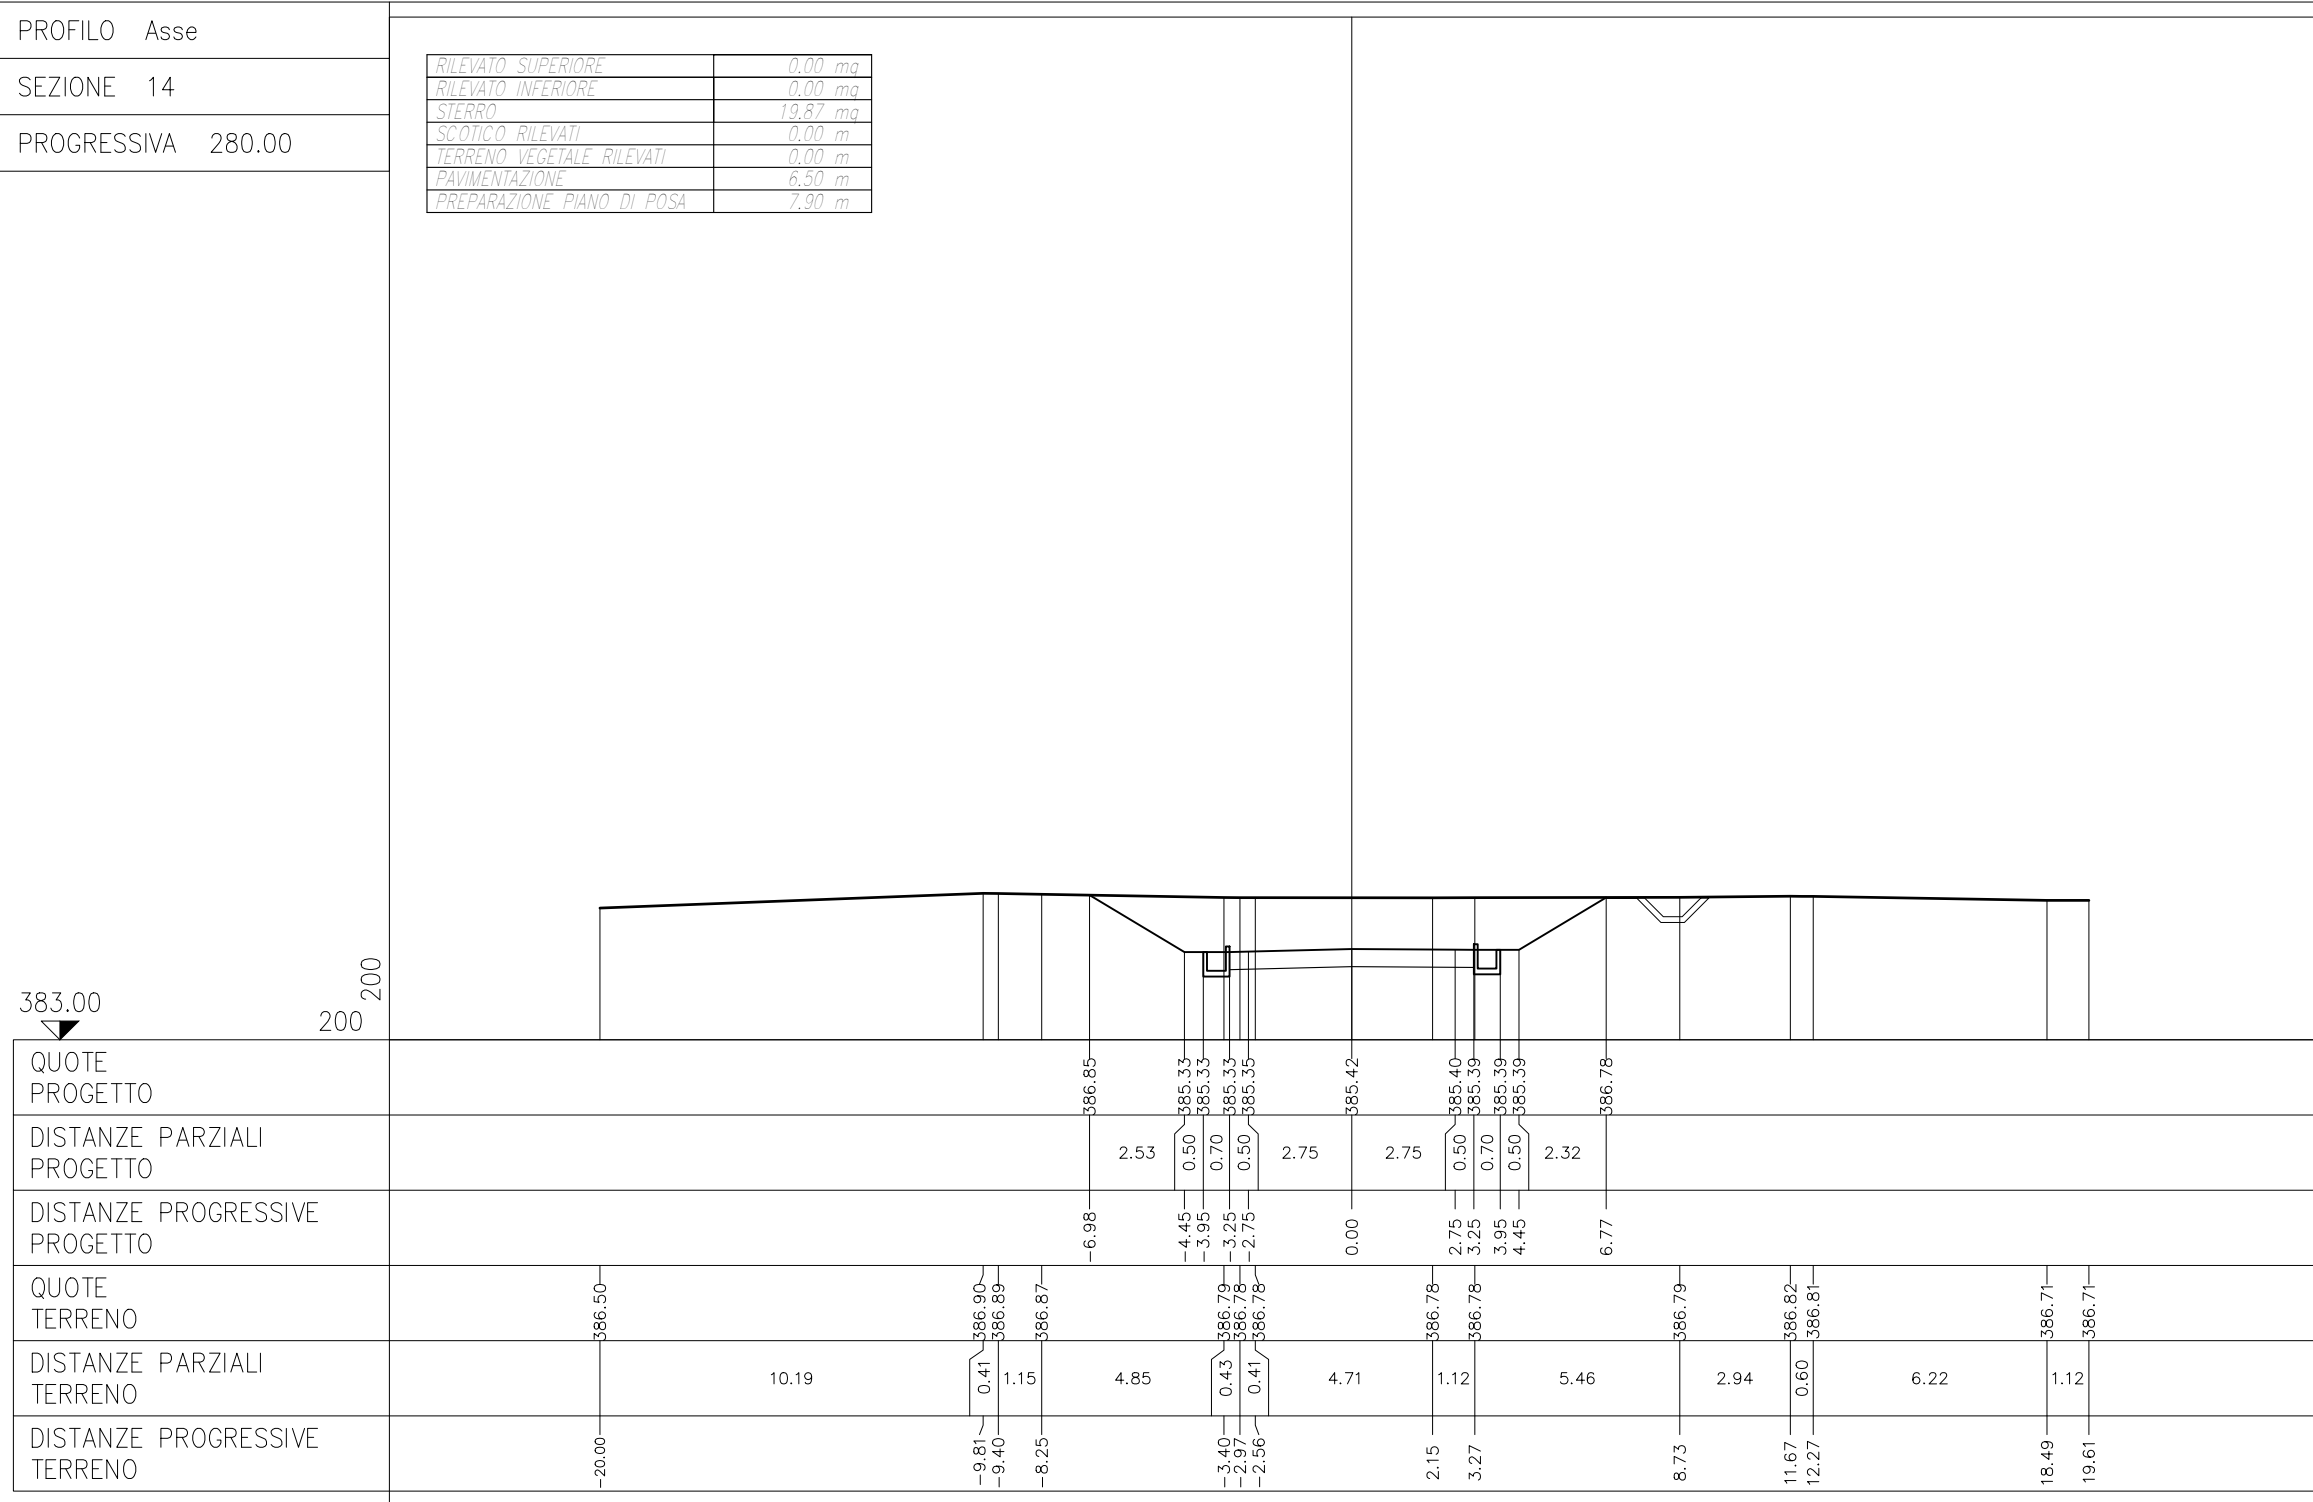 PROFILO Asse
SEZIONE 14
PROGRESSIVA 280.00
RILEVATO SUPERIORE 0.00 mq
RILEVATO INFERIORE 0.00 mq
STERRO 19.87 mq
SCOTICO RILEVATI 0.00 m
TERRENO VEGETALE RILEVATI 0.00 m
PAVIMENTAZIONE 6.50 m
PREPARAZIONE PIANO DI POSA 7.90 m
383.00
200
200
QUOTE
PROGETTO
386.85 385.33 385.33 385.33 385.35 385.42 385.40 385.39 385.39 385.39 386.78
DISTANZE PARZIALI
PROGETTO
2.53 0.50 0.70 0.50 2.75 2.75 0.50 0.70 0.50 2.32
DISTANZE PROGRESSIVE
PROGETTO
-6.98 -4.45 -3.95 -3.25 -2.75 0.00 2.75 3.25 3.95 4.45 6.77
QUOTE
TERRENO
386.50 386.90 386.89 386.87 386.79 386.78 386.78 386.78 386.78 386.79 386.82 386.81 386.71 386.71
DISTANZE PARZIALI
TERRENO
10.19 0.41 1.15 4.85 0.43 0.41 4.71 1.12 5.46 2.94 0.60 6.22 1.12
DISTANZE PROGRESSIVE
TERRENO
-20.00 -9.81 -9.40 -8.25 -3.40 -2.97 -2.56 2.15 3.27 8.73 11.67 12.27 18.49 19.61